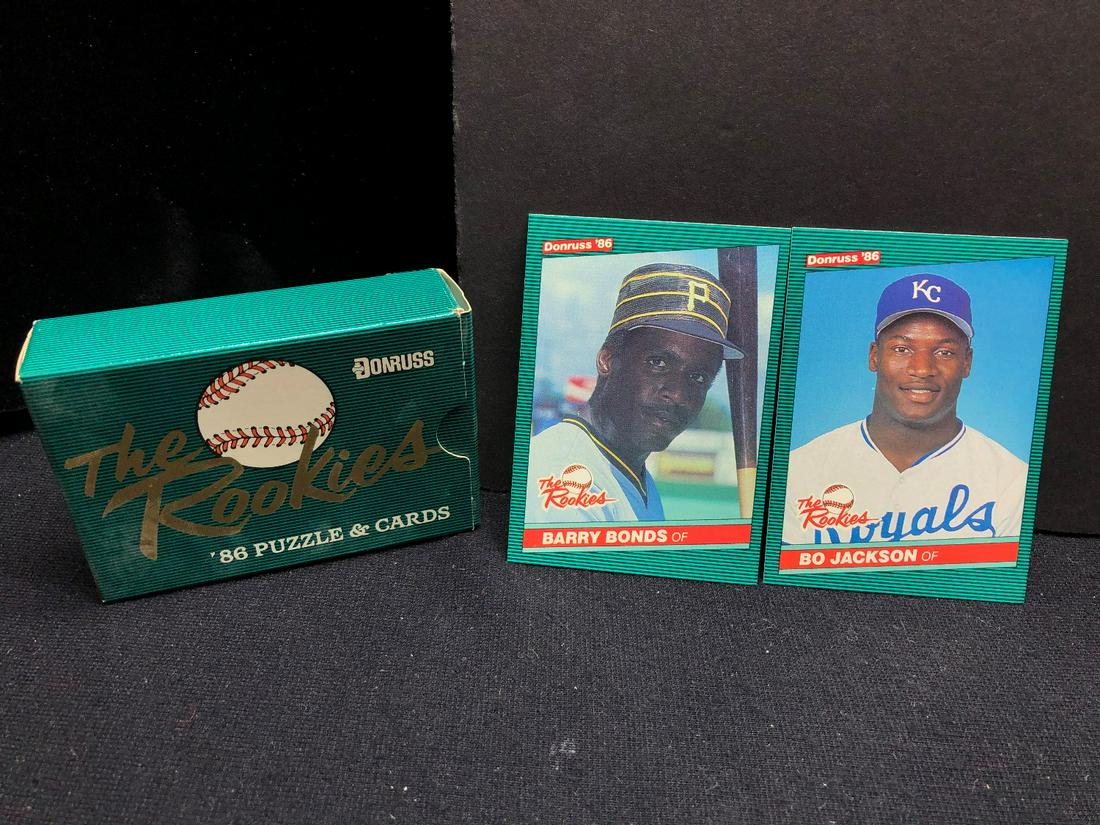 DONRUSS
The
Rookies
'86 PUZZLE & CARDS
Donruss '86
P
The
Rookies
BARRY BONDS OF
Donruss '86
KC
Royals
The
Rookies
BO JACKSON OF